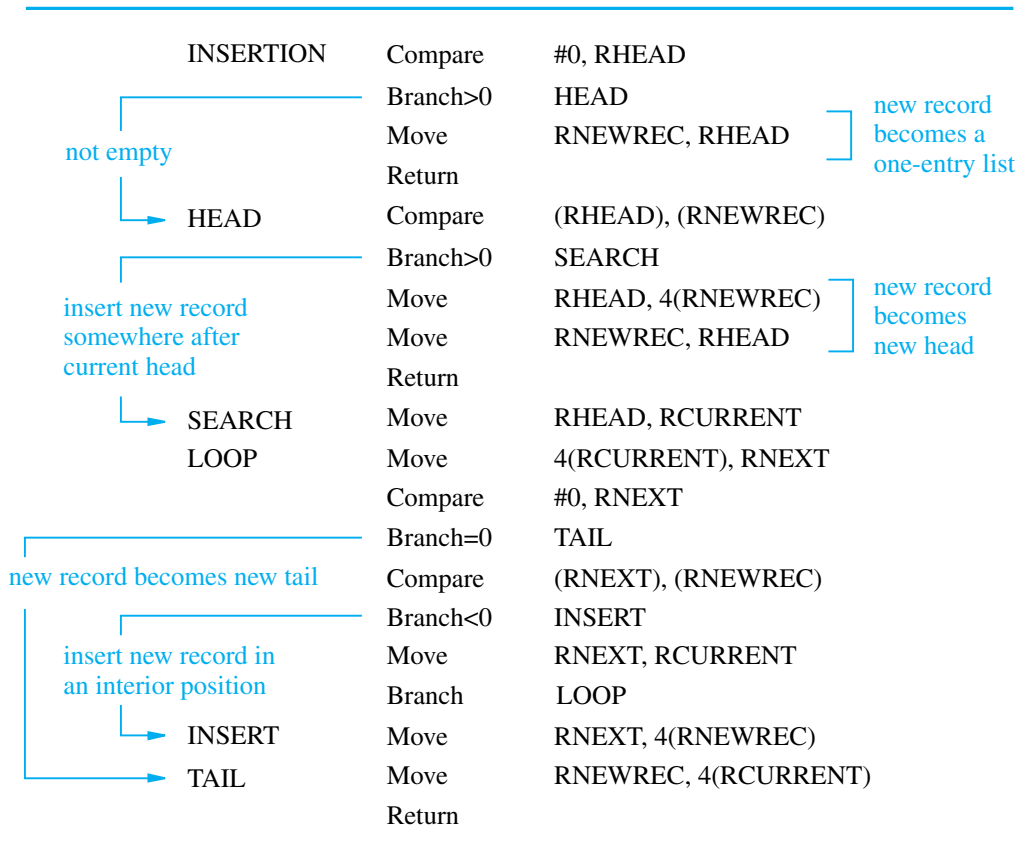 INSERTION Compare #0, RHEAD
Branch>0 HEAD
Move RNEWREC, RHEAD
Return
HEAD Compare (RHEAD), (RNEWREC)
Branch>0 SEARCH
Move RHEAD, 4(RNEWREC)
Move RNEWREC, RHEAD
Return
SEARCH Move RHEAD, RCURRENT
LOOP Move 4(RCURRENT), RNEXT
Compare #0, RNEXT
Branch=0 TAIL
Compare (RNEXT), (RNEWREC)
Branch<0 INSERT
Move RNEXT, RCURRENT
Branch LOOP
INSERT Move RNEXT, 4(RNEWREC)
TAIL Move RNEWREC, 4(RCURRENT)
Return
not empty
insert new record
somewhere after
current head
new record becomes new tail
insert new record in
an interior position
new record
becomes a
one-entry list
new record
becomes
new head